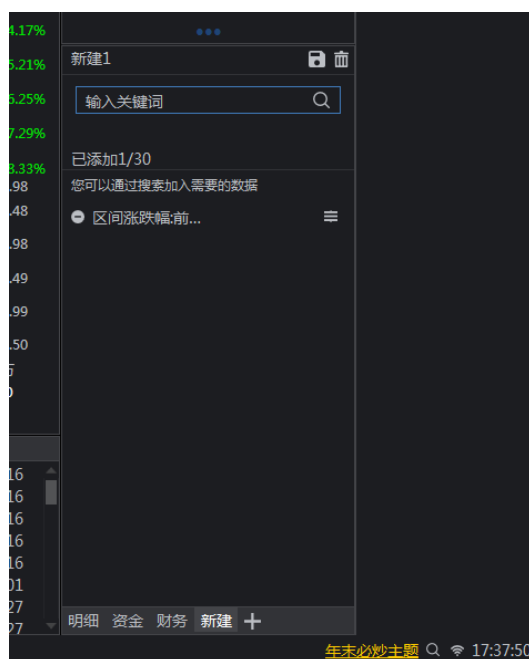 4.17%
5.21%
6.25%
7.29%
8.33%
.98
.48
.98
.49
.99
.50
16
16
16
16
16
01
27
27
新建1
输入关键词
已添加1/30
您可以通过搜索加入需要的数据
区间涨跌幅:前...
明细 资金 财务 新建
年末必炒主题 17:37:50